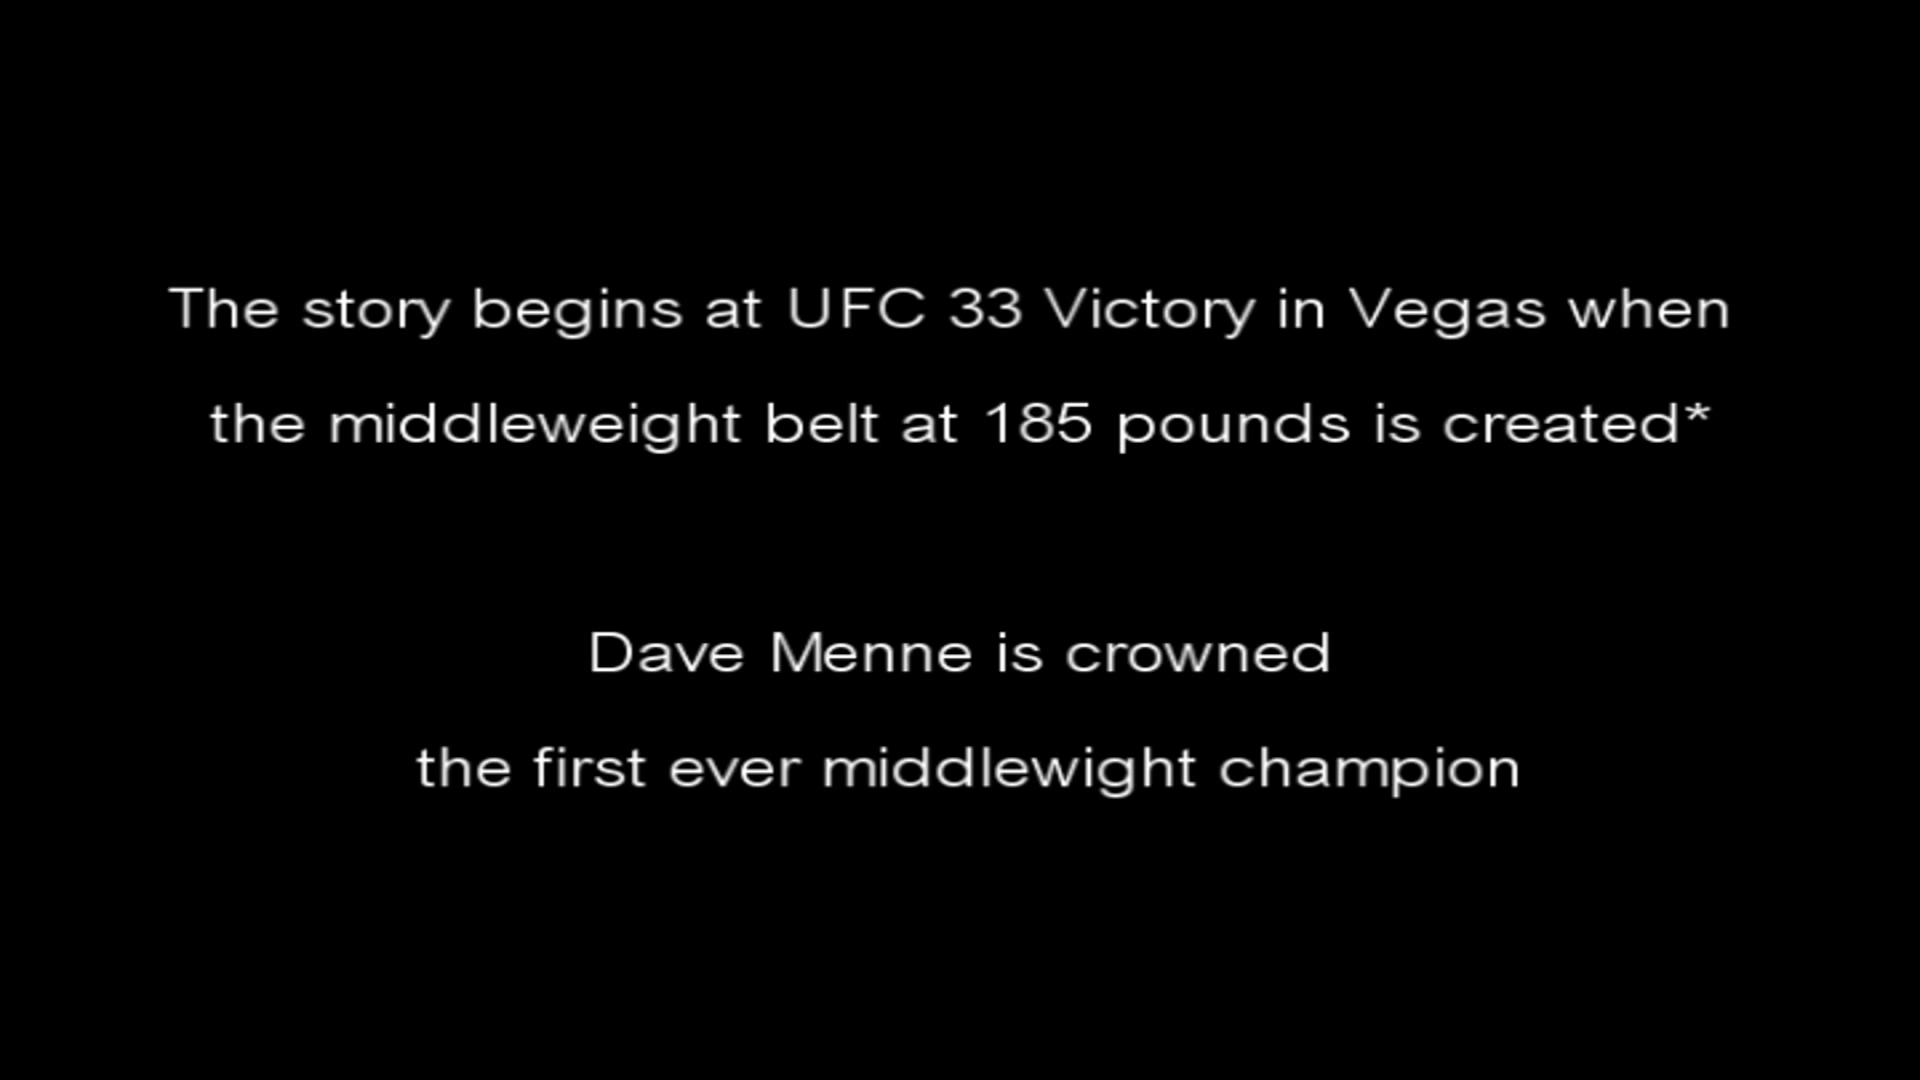 The story begins at UFC 33 Victory in Vegas when
the middleweight belt at 185 pounds is created*
Dave Menne is crowned
the first ever middlewight champion